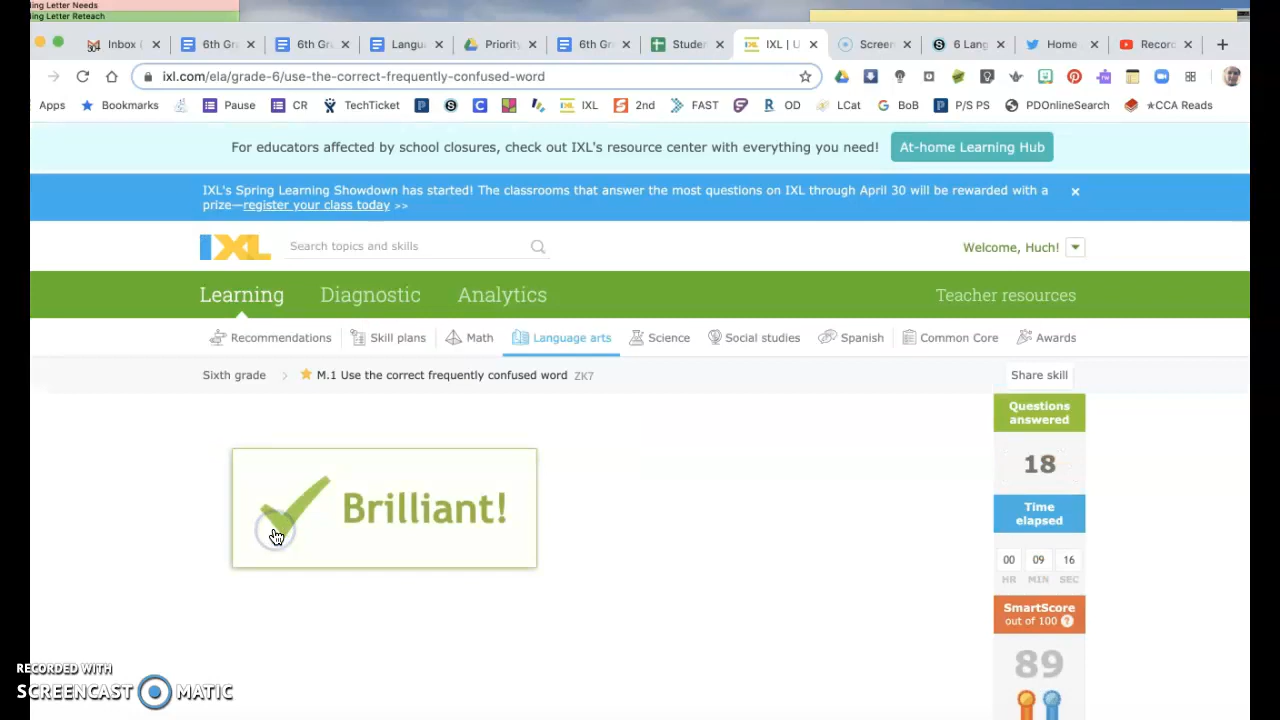 ling Letter Needs
ling Letter Reteach
Inbox (
6th Gr
6th Gr
Langu
Priority
6th Gr
Studer
IXL | U
Screer
6 Lang
Home
Record
ixl.com/ela/grade-6/use-the-correct-frequently-confused-word
Apps Bookmarks Pause CR TechTicket IXL 2nd FAST OD LCat BoB P/S PS PDOnlineSearch ★CCA Reads
For educators affected by school closures, check out IXL's resource center with everything you need! At-home Learning Hub
IXL's Spring Learning Showdown has started! The classrooms that answer the most questions on IXL through April 30 will be rewarded with a
prize—register your class today >>
IXL Search topics and skills Welcome, Huch!
Learning Diagnostic Analytics Teacher resources
Recommendations Skill plans Math Language arts Science Social studies Spanish Common Core Awards
Sixth grade > M.1 Use the correct frequently confused word ZK7 Share skill
Questions
answered
18
Brilliant!
Time
elapsed
00 09 16
HR MIN SEC
SmartScore
out of 100 ?
89
RECORDED WITH
SCREENCAST MATIC